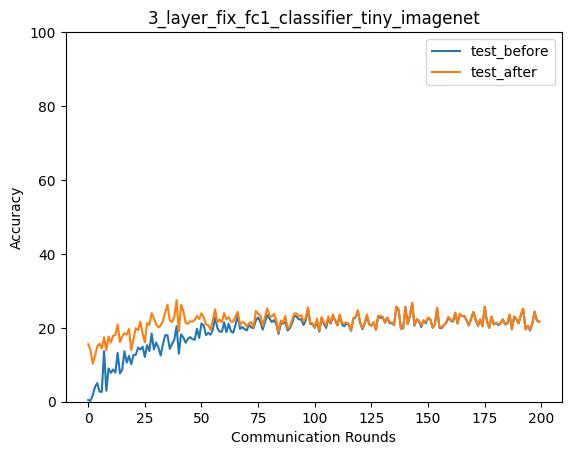 3_layer_fix_fc1_classifier_tiny_imagenet
test_before
test_after
100
80
60
40
20
0
Accuracy
0 25 50 75 100 125 150 175 200
Communication Rounds